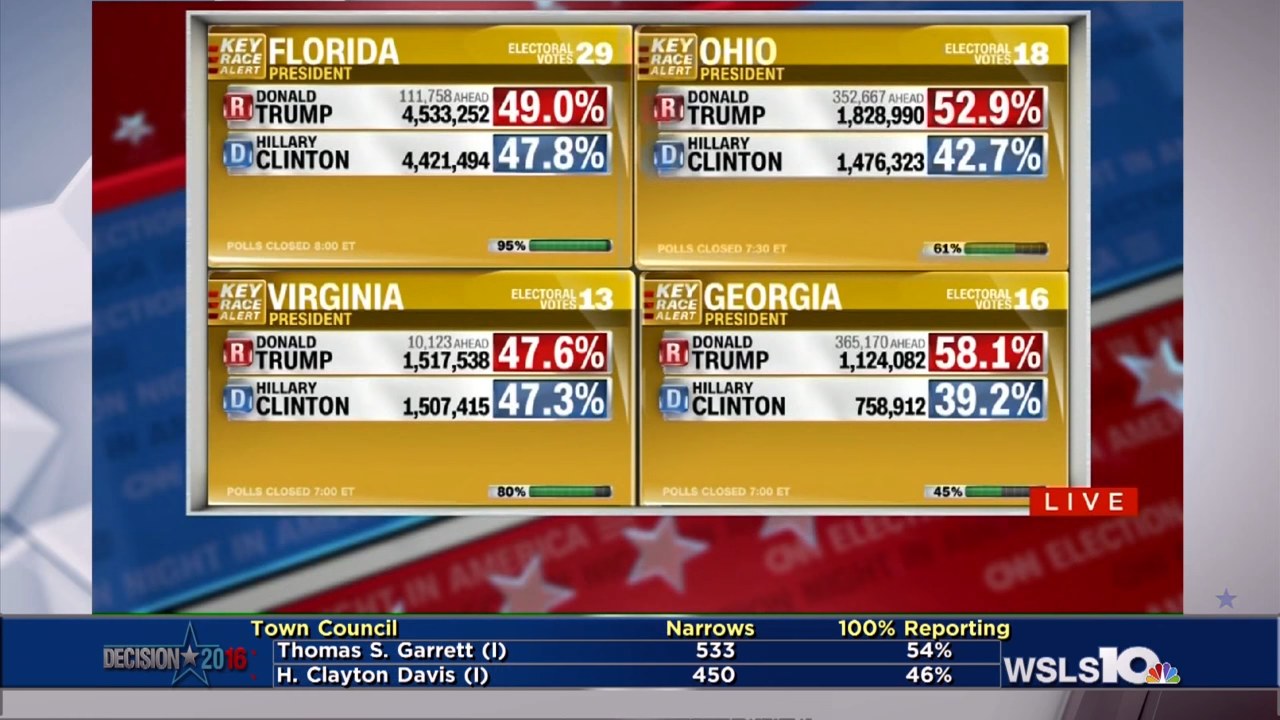 KEY RACE ALERT FLORIDA ELECTORAL VOTES 29
PRESIDENT
R DONALD TRUMP 111,758 AHEAD 4,533,252 49.0%
D HILLARY CLINTON 4,421,494 47.8%
POLLS CLOSED 8:00 ET 95%
KEY RACE ALERT OHIO ELECTORAL VOTES 18
PRESIDENT
R DONALD TRUMP 352,667 AHEAD 1,828,990 52.9%
D HILLARY CLINTON 1,476,323 42.7%
POLLS CLOSED 7:30 ET 61%
KEY RACE ALERT VIRGINIA ELECTORAL VOTES 13
PRESIDENT
R DONALD TRUMP 10,123 AHEAD 1,517,538 47.6%
D HILLARY CLINTON 1,507,415 47.3%
POLLS CLOSED 7:00 ET 80%
KEY RACE ALERT GEORGIA ELECTORAL VOTES 16
PRESIDENT
R DONALD TRUMP 365,170 AHEAD 1,124,082 58.1%
D HILLARY CLINTON 758,912 39.2%
POLLS CLOSED 7:00 ET 45%
LIVE
NIGHT IN AMERICA
CNN ELECTION
Town Council Narrows 100% Reporting
DECISION 2016
Thomas S. Garrett (I) 533 54%
H. Clayton Davis (I) 450 46%
WSLS 10